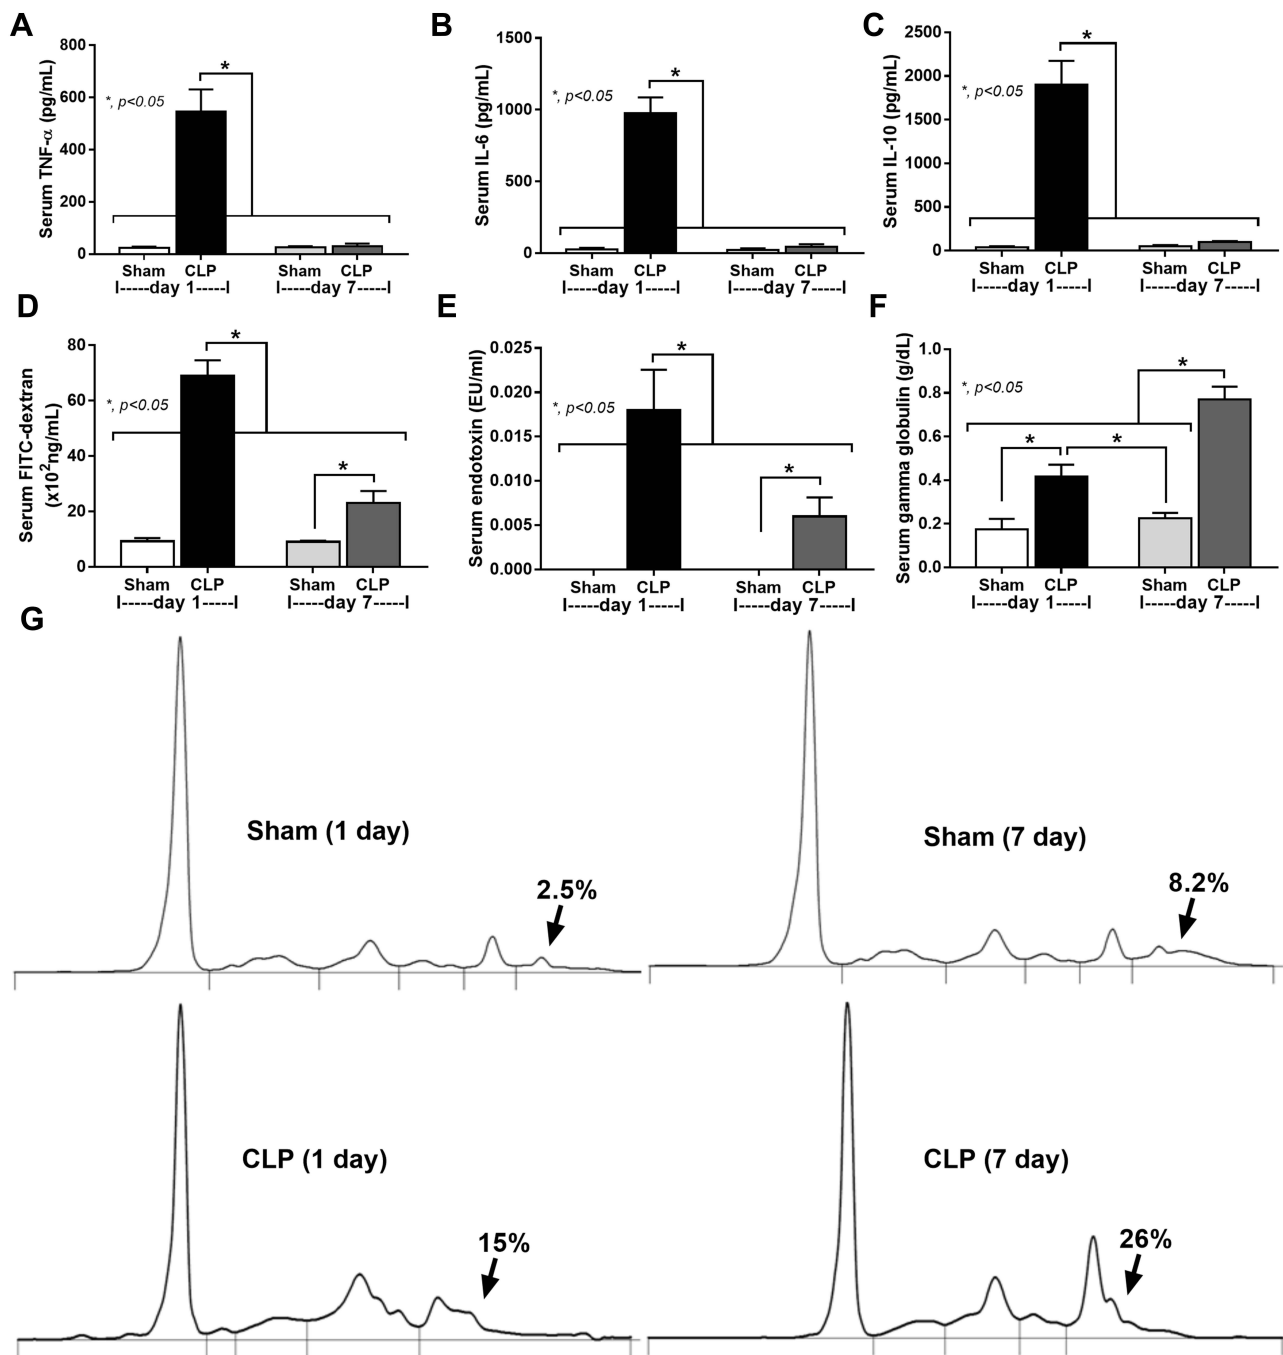 A
Serum TNF-α (pg/mL)
800
600
400
200
0
*, p<0.05
*
Sham CLP Sham CLP
I-----day 1-----I I-----day 7-----I
B
Serum IL-6 (pg/mL)
1500
1000
500
0
*, p<0.05
*
Sham CLP Sham CLP
I-----day 1-----I I-----day 7-----I
C
Serum IL-10 (pg/mL)
2500
2000
1500
1000
500
0
*, p<0.05
*
Sham CLP Sham CLP
I-----day 1-----I I-----day 7-----I
D
Serum FITC-dextran
(x10²ng/mL)
80
60
40
20
0
*, p<0.05
*
*
Sham CLP Sham CLP
I-----day 1-----I I-----day 7-----I
E
Serum endotoxin (EU/ml)
0.025
0.020
0.015
0.010
0.005
0.000
*, p<0.05
*
*
Sham CLP Sham CLP
I-----day 1-----I I-----day 7-----I
F
Serum gamma globulin (g/dL)
1.0
0.8
0.6
0.4
0.2
0.0
*, p<0.05
*
*
*
Sham CLP Sham CLP
I-----day 1-----I I-----day 7-----I
G
Sham (1 day)
2.5%
Sham (7 day)
8.2%
CLP (1 day)
15%
CLP (7 day)
26%